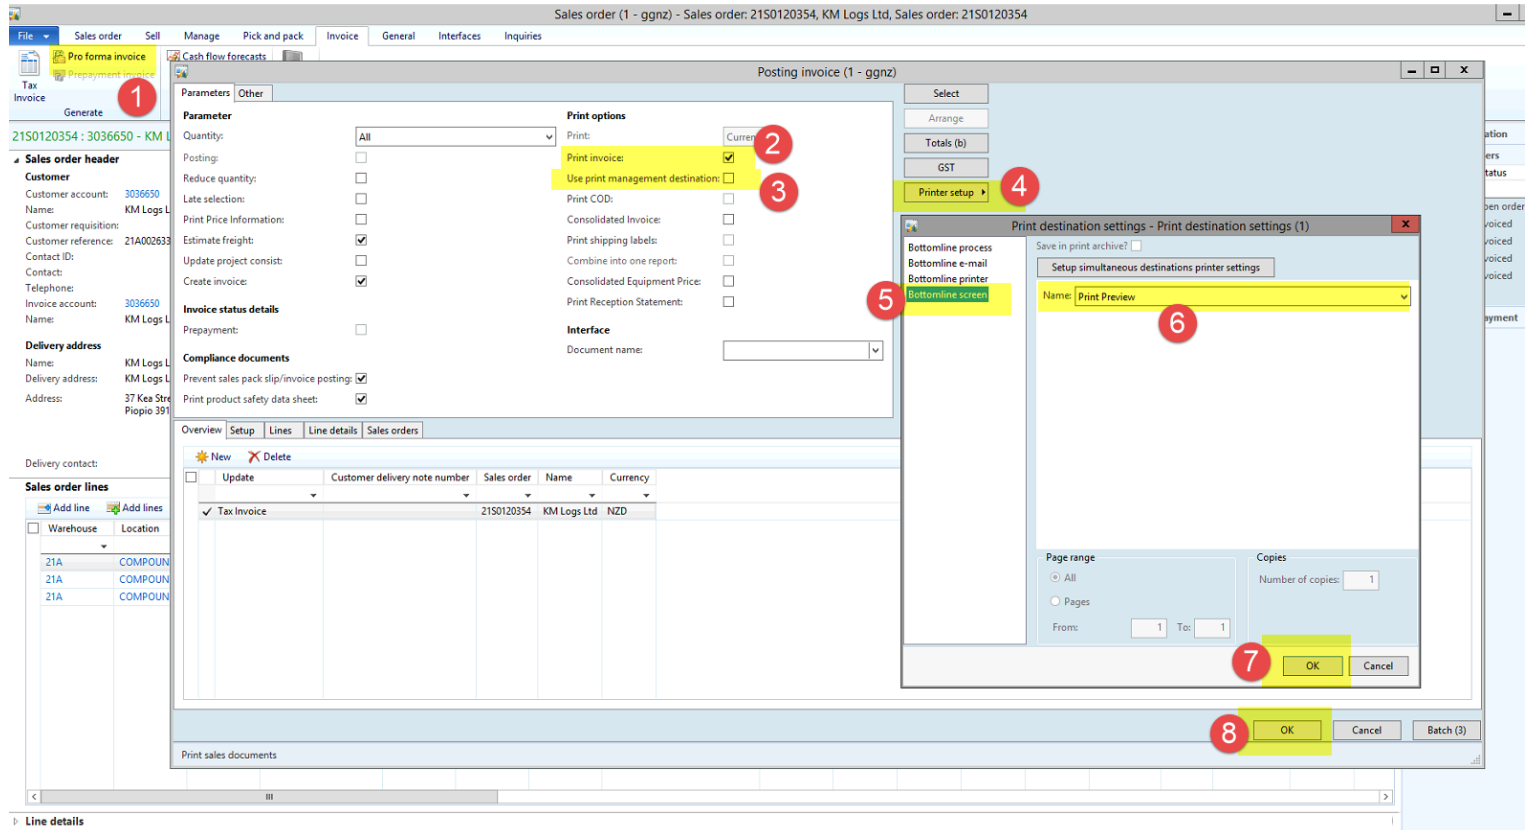 Sales order (1 - ggnz) - Sales order: 21S0120354, KM Logs Ltd, Sales order: 21S0120354
File Sales order Sell Manage Pick and pack Invoice General Interfaces Inquiries
Pro forma invoice
Prepayment invoice
Cash flow forecasts
Tax
Invoice
Generate
1
21S0120354 : 3036650 - KM L
Sales order header
Customer
Customer account: 3036650
Name: KM Logs L
Customer requisition:
Customer reference: 21A002633
Contact ID:
Contact:
Telephone:
Invoice account: 3036650
Name: KM Logs L
Delivery address
Name: KM Logs L
Delivery address: KM Logs L
Address: 37 Kea Stre
Piopio 391
Delivery contact:
Sales order lines
Add line Add lines
Warehouse Location
21A COMPOUN
21A COMPOUN
21A COMPOUN
Line details
Posting invoice (1 - ggnz)
Parameters Other
Parameter
Quantity: All
Posting:
Reduce quantity:
Late selection:
Print Price Information:
Estimate freight:
Update project consist:
Create invoice:
Invoice status details
Prepayment:
Compliance documents
Prevent sales pack slip/invoice posting:
Print product safety data sheet:
Print options
Print: Curren
2
Print invoice:
Use print management destination:
3
Print COD:
Consolidated Invoice:
Print shipping labels:
Combine into one report:
Consolidated Equipment Price:
Print Reception Statement:
Interface
Document name:
Select
Arrange
Totals (b)
GST
Printer setup
4
Overview Setup Lines Line details Sales orders
New Delete
Update Customer delivery note number Sales order Name Currency
Tax Invoice 21S0120354 KM Logs Ltd NZD
Print destination settings - Print destination settings (1)
Bottomline process
Bottomline e-mail
Bottomline printer
Bottomline screen
5
Save in print archive?
Setup simultaneous destinations printer settings
Name: Print Preview
6
Page range
All
Pages
From: 1 To: 1
Copies
Number of copies: 1
7
OK Cancel
8
OK Cancel Batch (3)
Print sales documents
ation
ers
tatus
pen order
voiced
voiced
voiced
voiced
ayment